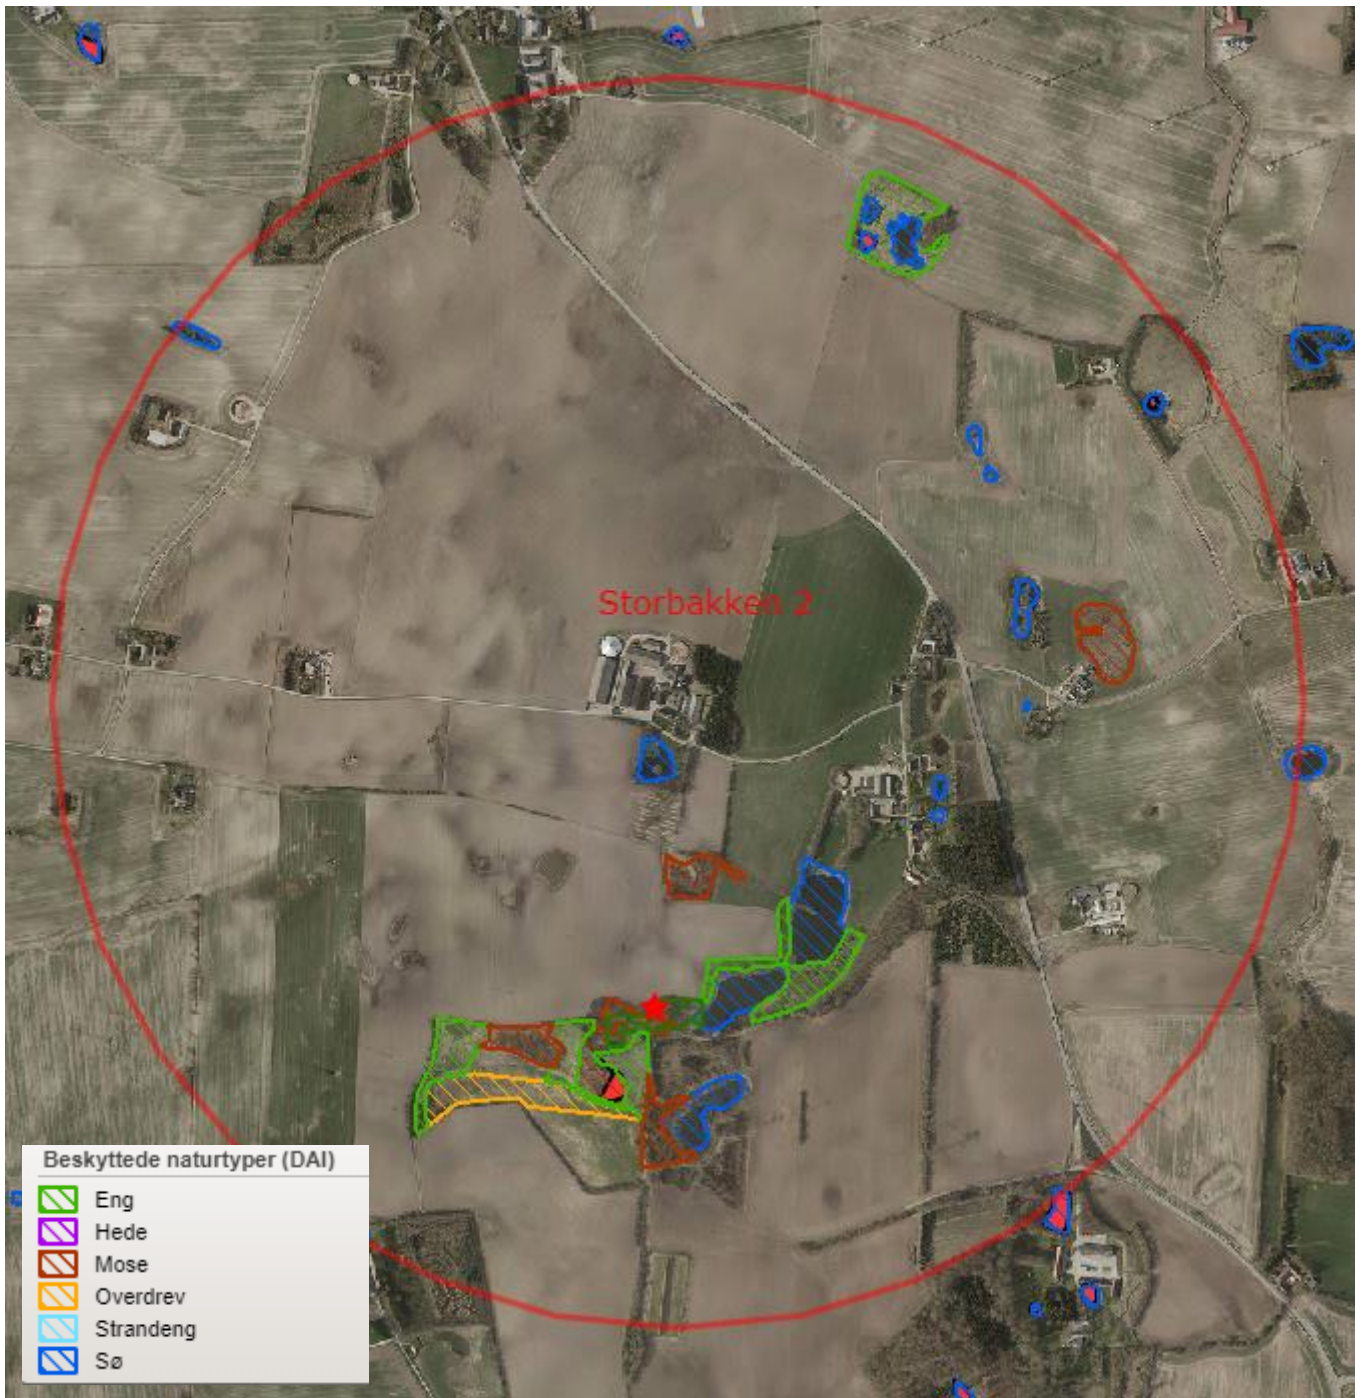 Storbakken 2
Beskyttede naturtyper (DAI)
Eng
Hede
Mose
Overdrev
Strandeng
Sø